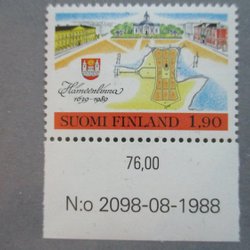 Hämeenlinna
1639-1989
SUOMI FINLAND 1,90
76,00
N:o 2098-08-1988